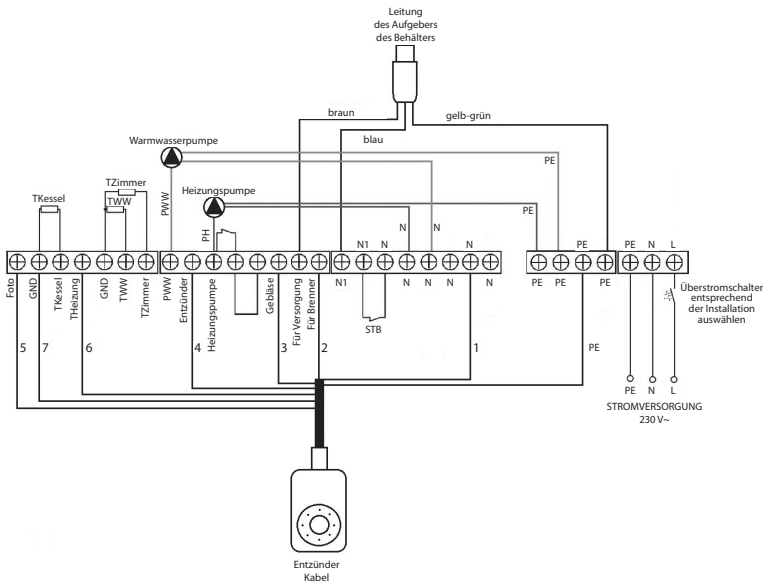 Leitung
des Aufgebers
des Behälters
braun
gelb-grün
blau
Warmwasserpumpe
PE
TZimmer
TKessel
TWW
Heizungspumpe
PWW
PE
PH
N
N
N1
N
N
PE
PE
N
L
Foto
GND
TKessel
THeizung
GND
TWW
TZimmer
PWW
Entzünder
Heizungspumpe
Gebläse
Für Versorgung
Für Brenner
N1
N
N
N
N
PE
PE
PE
PE
STB
Überstromschalter
entsprechend
der Installation
auswählen
5
7
6
4
3
2
1
PE
PE
N
L
STROMVERSORGUNG
230 V~
Entzünder
Kabel